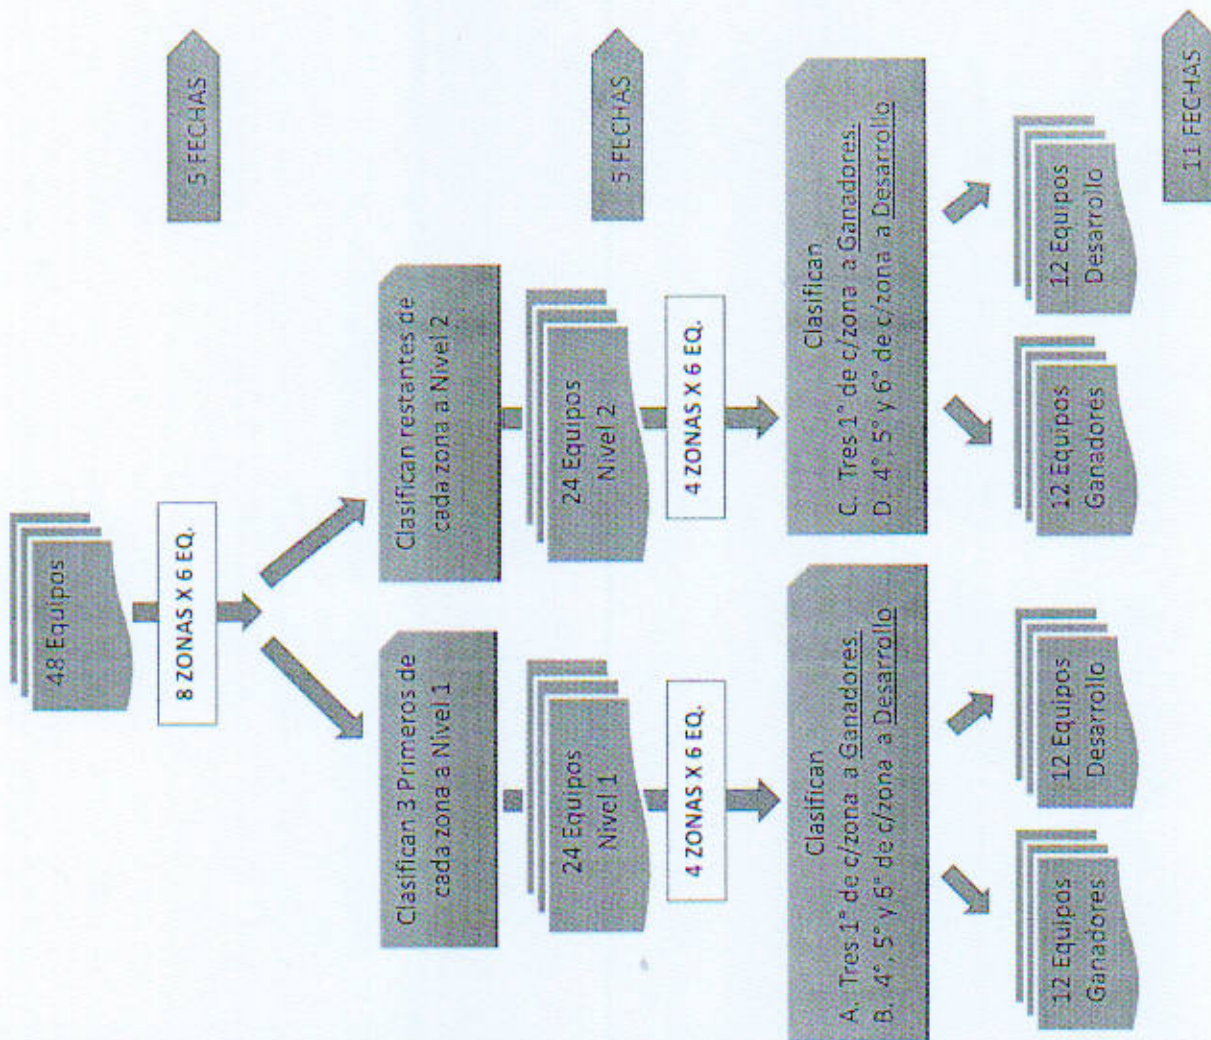 48 Equipos
8 ZONAS X 6 EQ.
5 FECHAS
Clasifican 3 Primeros de
cada zona a Nivel 1
Clasifican restantes de
cada zona a Nivel 2
24 Equipos
Nivel 1
24 Equipos
Nivel 2
5 FECHAS
4 ZONAS X 6 EQ.
4 ZONAS X 6 EQ.
Clasifican
A. Tres 1° de c/zona a Ganadores.
B. 4°, 5° y 6° de c/zona a Desarrollo
Clasifican
C. Tres 1° de c/zona a Ganadores.
D. 4°, 5° y 6° de c/zona a Desarrollo
12 Equipos
Ganadores
12 Equipos
Desarrollo
12 Equipos
Ganadores
12 Equipos
Desarrollo
11 FECHAS